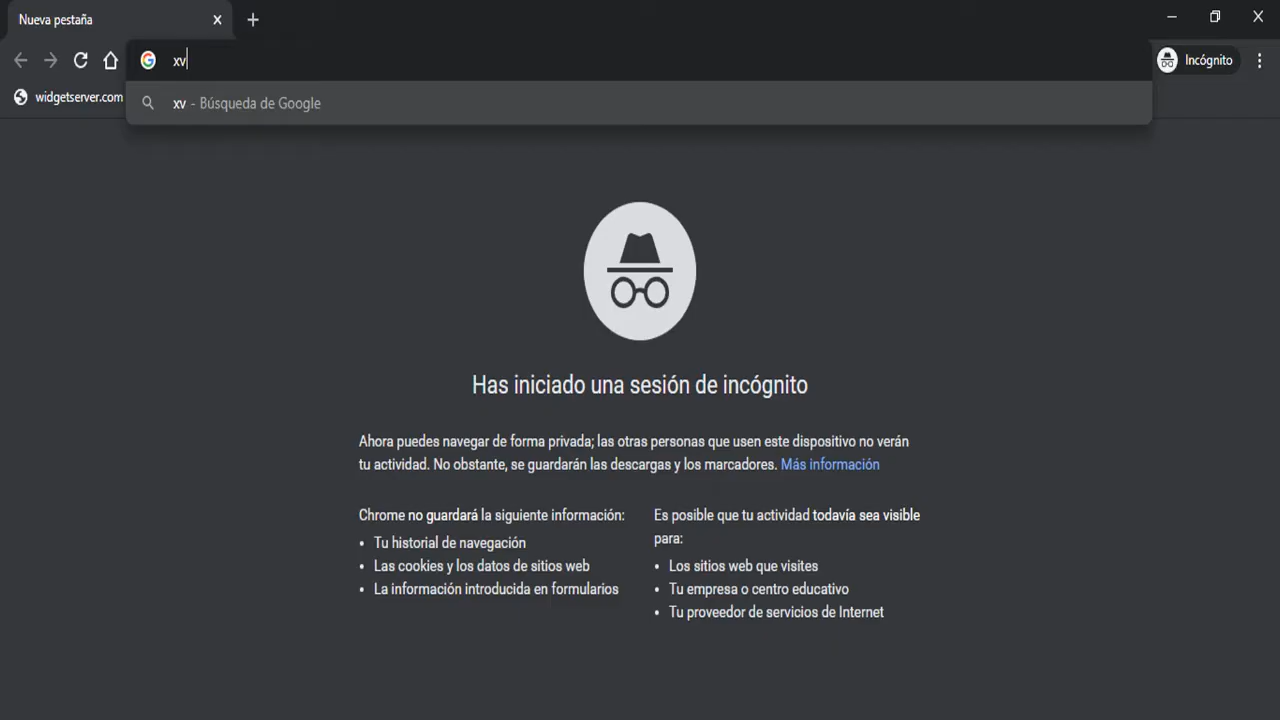 Nueva pestaña
xv
Incógnito
widgetserver.com
xv - Búsqueda de Google
Has iniciado una sesión de incógnito
Ahora puedes navegar de forma privada; las otras personas que usen este dispositivo no verán
tu actividad. No obstante, se guardarán las descargas y los marcadores. Más información
Chrome no guardará la siguiente información:
• Tu historial de navegación
• Las cookies y los datos de sitios web
• La información introducida en formularios
Es posible que tu actividad todavía sea visible
para:
• Los sitios web que visites
• Tu empresa o centro educativo
• Tu proveedor de servicios de Internet